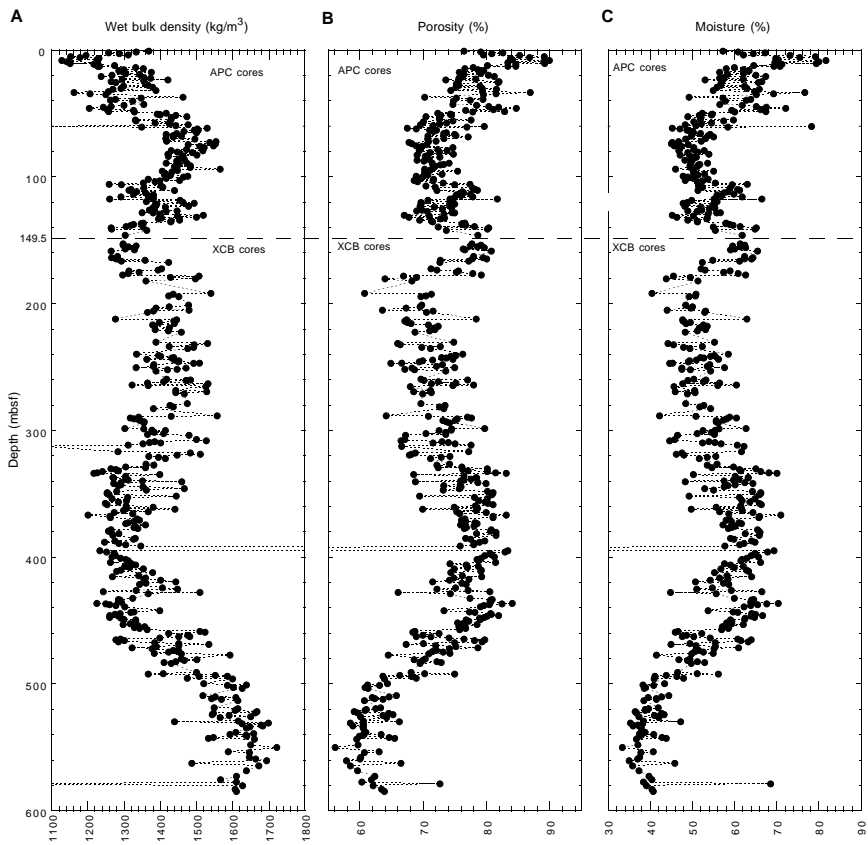 A
Wet bulk density (kg/m³)
B
Porosity (%)
C
Moisture (%)
0
100
149.5
200
300
400
500
600
Depth (mbsf)
APC cores
XCB cores
APC cores
XCB cores
APC cores
XCB cores
1100
1200
1300
1400
1500
1600
1700
1800
60
70
80
90
30
40
50
60
70
80
90